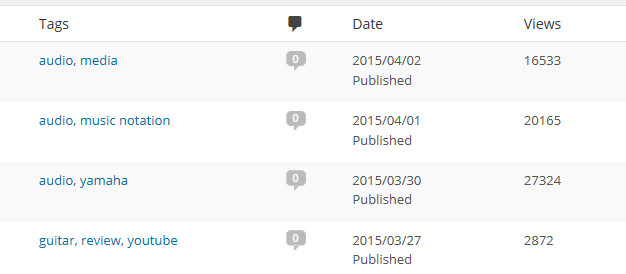 Tags Date Views
audio, media 0 2015/04/02 16533
Published
audio, music notation 0 2015/04/01 20165
Published
audio, yamaha 0 2015/03/30 27324
Published
guitar, review, youtube 0 2015/03/27 2872
Published